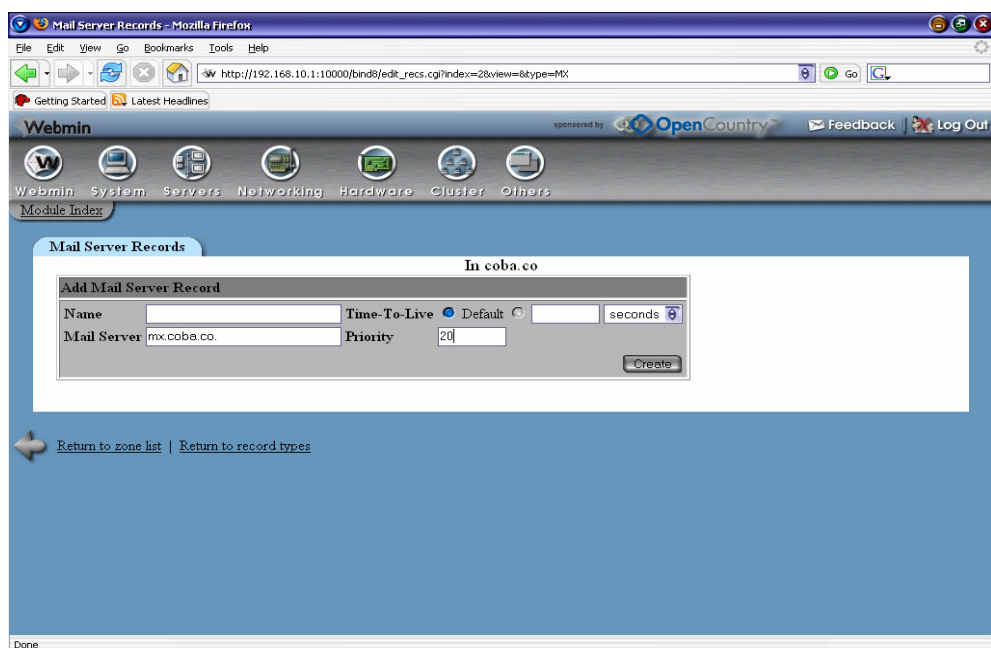 Mail Server Records - Mozilla Firefox
File Edit View Go Bookmarks Tools Help
http://192.168.10.1:10000/bind8/edit_recs.cgi?index=2&view=&type=MX
Go
G
Getting Started Latest Headlines
Webmin sponsored by OpenCountry™ Feedback | Log Out
Webmin System Servers Networking Hardware Cluster Others
Module Index
Mail Server Records
In coba.co
Add Mail Server Record
Name Time-To-Live Default seconds
Mail Server mx.coba.co. Priority 20
Create
Return to zone list | Return to record types
Done